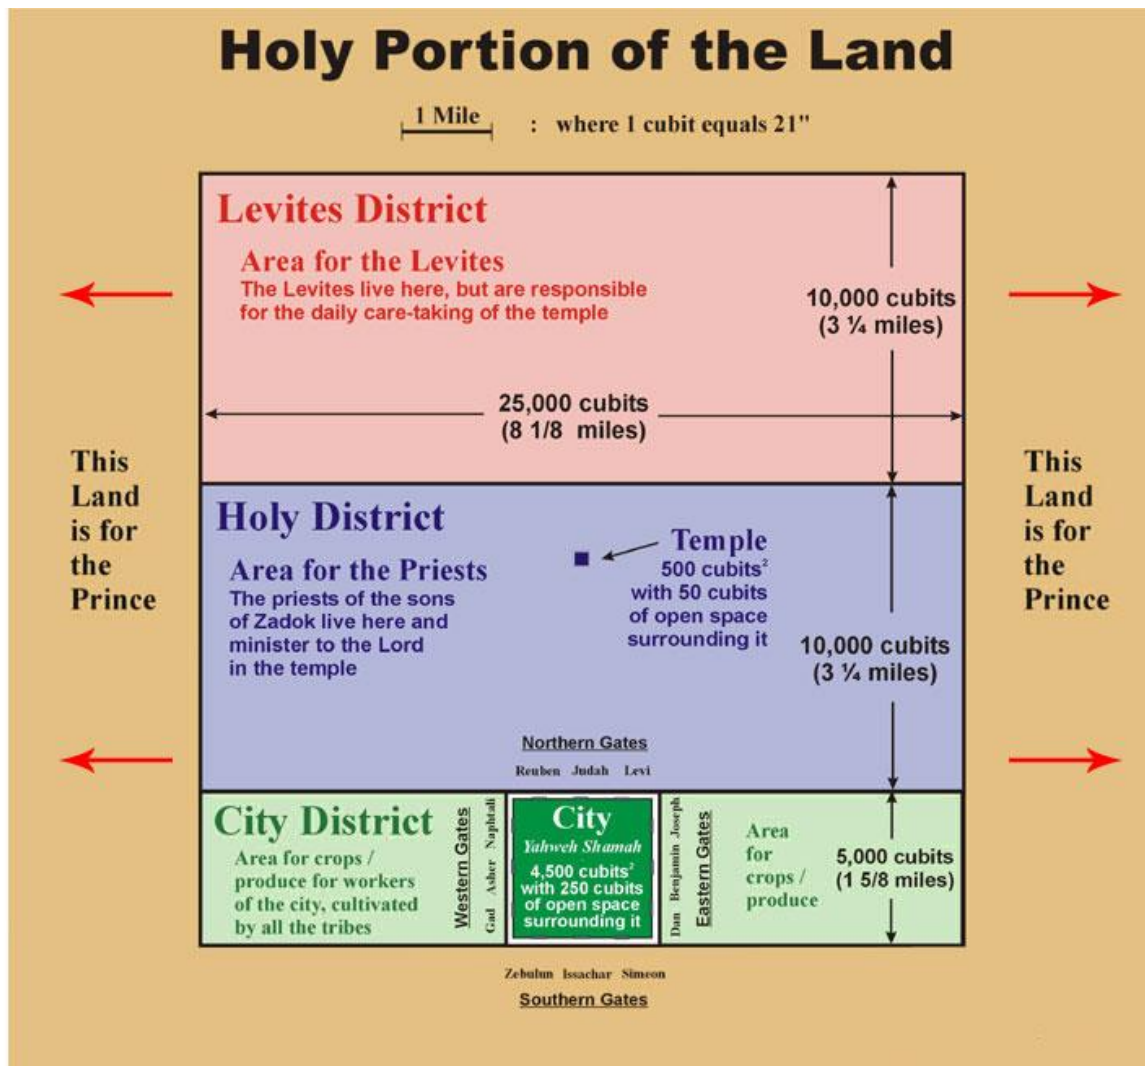 Holy Portion of the Land
1 Mile : where 1 cubit equals 21"
Levites District
Area for the Levites
The Levites live here, but are responsible
for the daily care-taking of the temple
10,000 cubits
(3 ¼ miles)
25,000 cubits
(8 1/8 miles)
This
Land
is for
the
Prince
This
Land
is for
the
Prince
Holy District
Area for the Priests
The priests of the sons
of Zadok live here and
minister to the Lord
in the temple
Temple
500 cubits²
with 50 cubits
of open space
surrounding it
10,000 cubits
(3 ¼ miles)
Northern Gates
Reuben Judah Levi
City District
Area for crops /
produce for workers
of the city, cultivated
by all the tribes
Western Gates
Gad Asher Naphtali
City
Yahweh Shamah
4,500 cubits²
with 250 cubits
of open space
surrounding it
Dan Benjamin Joseph
Eastern Gates
Area
for
crops /
produce
5,000 cubits
(1 5/8 miles)
Zebulun Issachar Simeon
Southern Gates